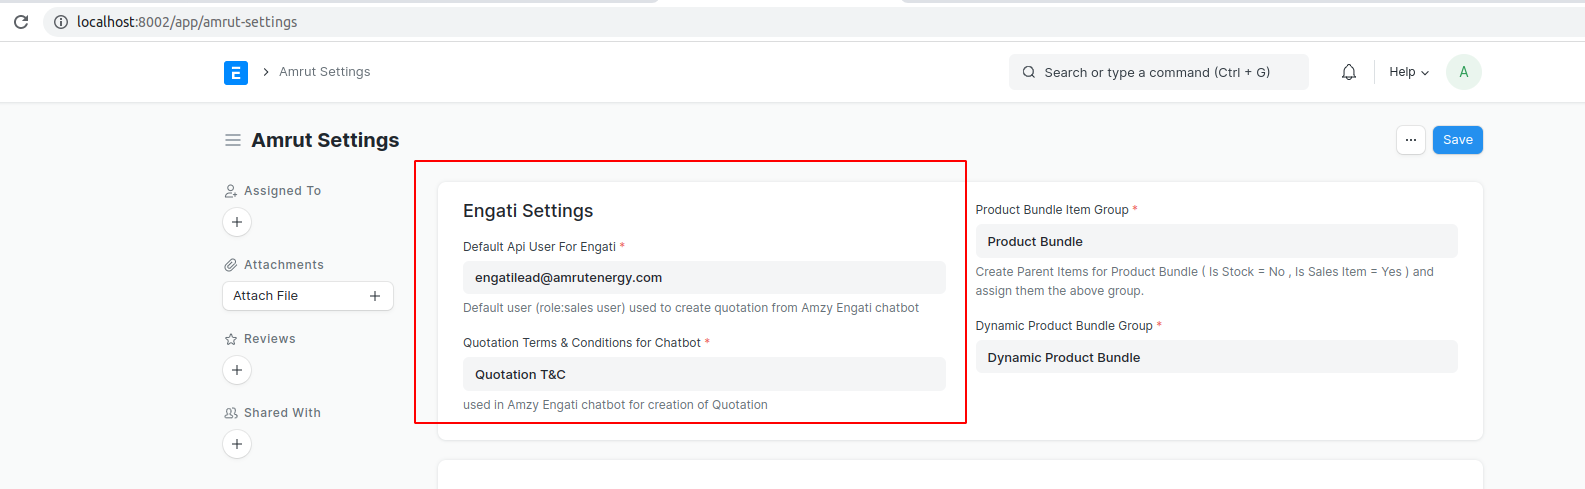 localhost:8002/app/amrut-settings
E
Amrut Settings
Search or type a command (Ctrl + G)
Help
A
Amrut Settings
...
Save
Assigned To
+
Attachments
Attach File +
Reviews
+
Shared With
+
Engati Settings
Default Api User For Engati *
engatilead@amrutenergy.com
Default user (role:sales user) used to create quotation from Amzy Engati chatbot
Quotation Terms & Conditions for Chatbot *
Quotation T&C
used in Amzy Engati chatbot for creation of Quotation
Product Bundle Item Group *
Product Bundle
Create Parent Items for Product Bundle ( Is Stock = No , Is Sales Item = Yes ) and
assign them the above group.
Dynamic Product Bundle Group *
Dynamic Product Bundle